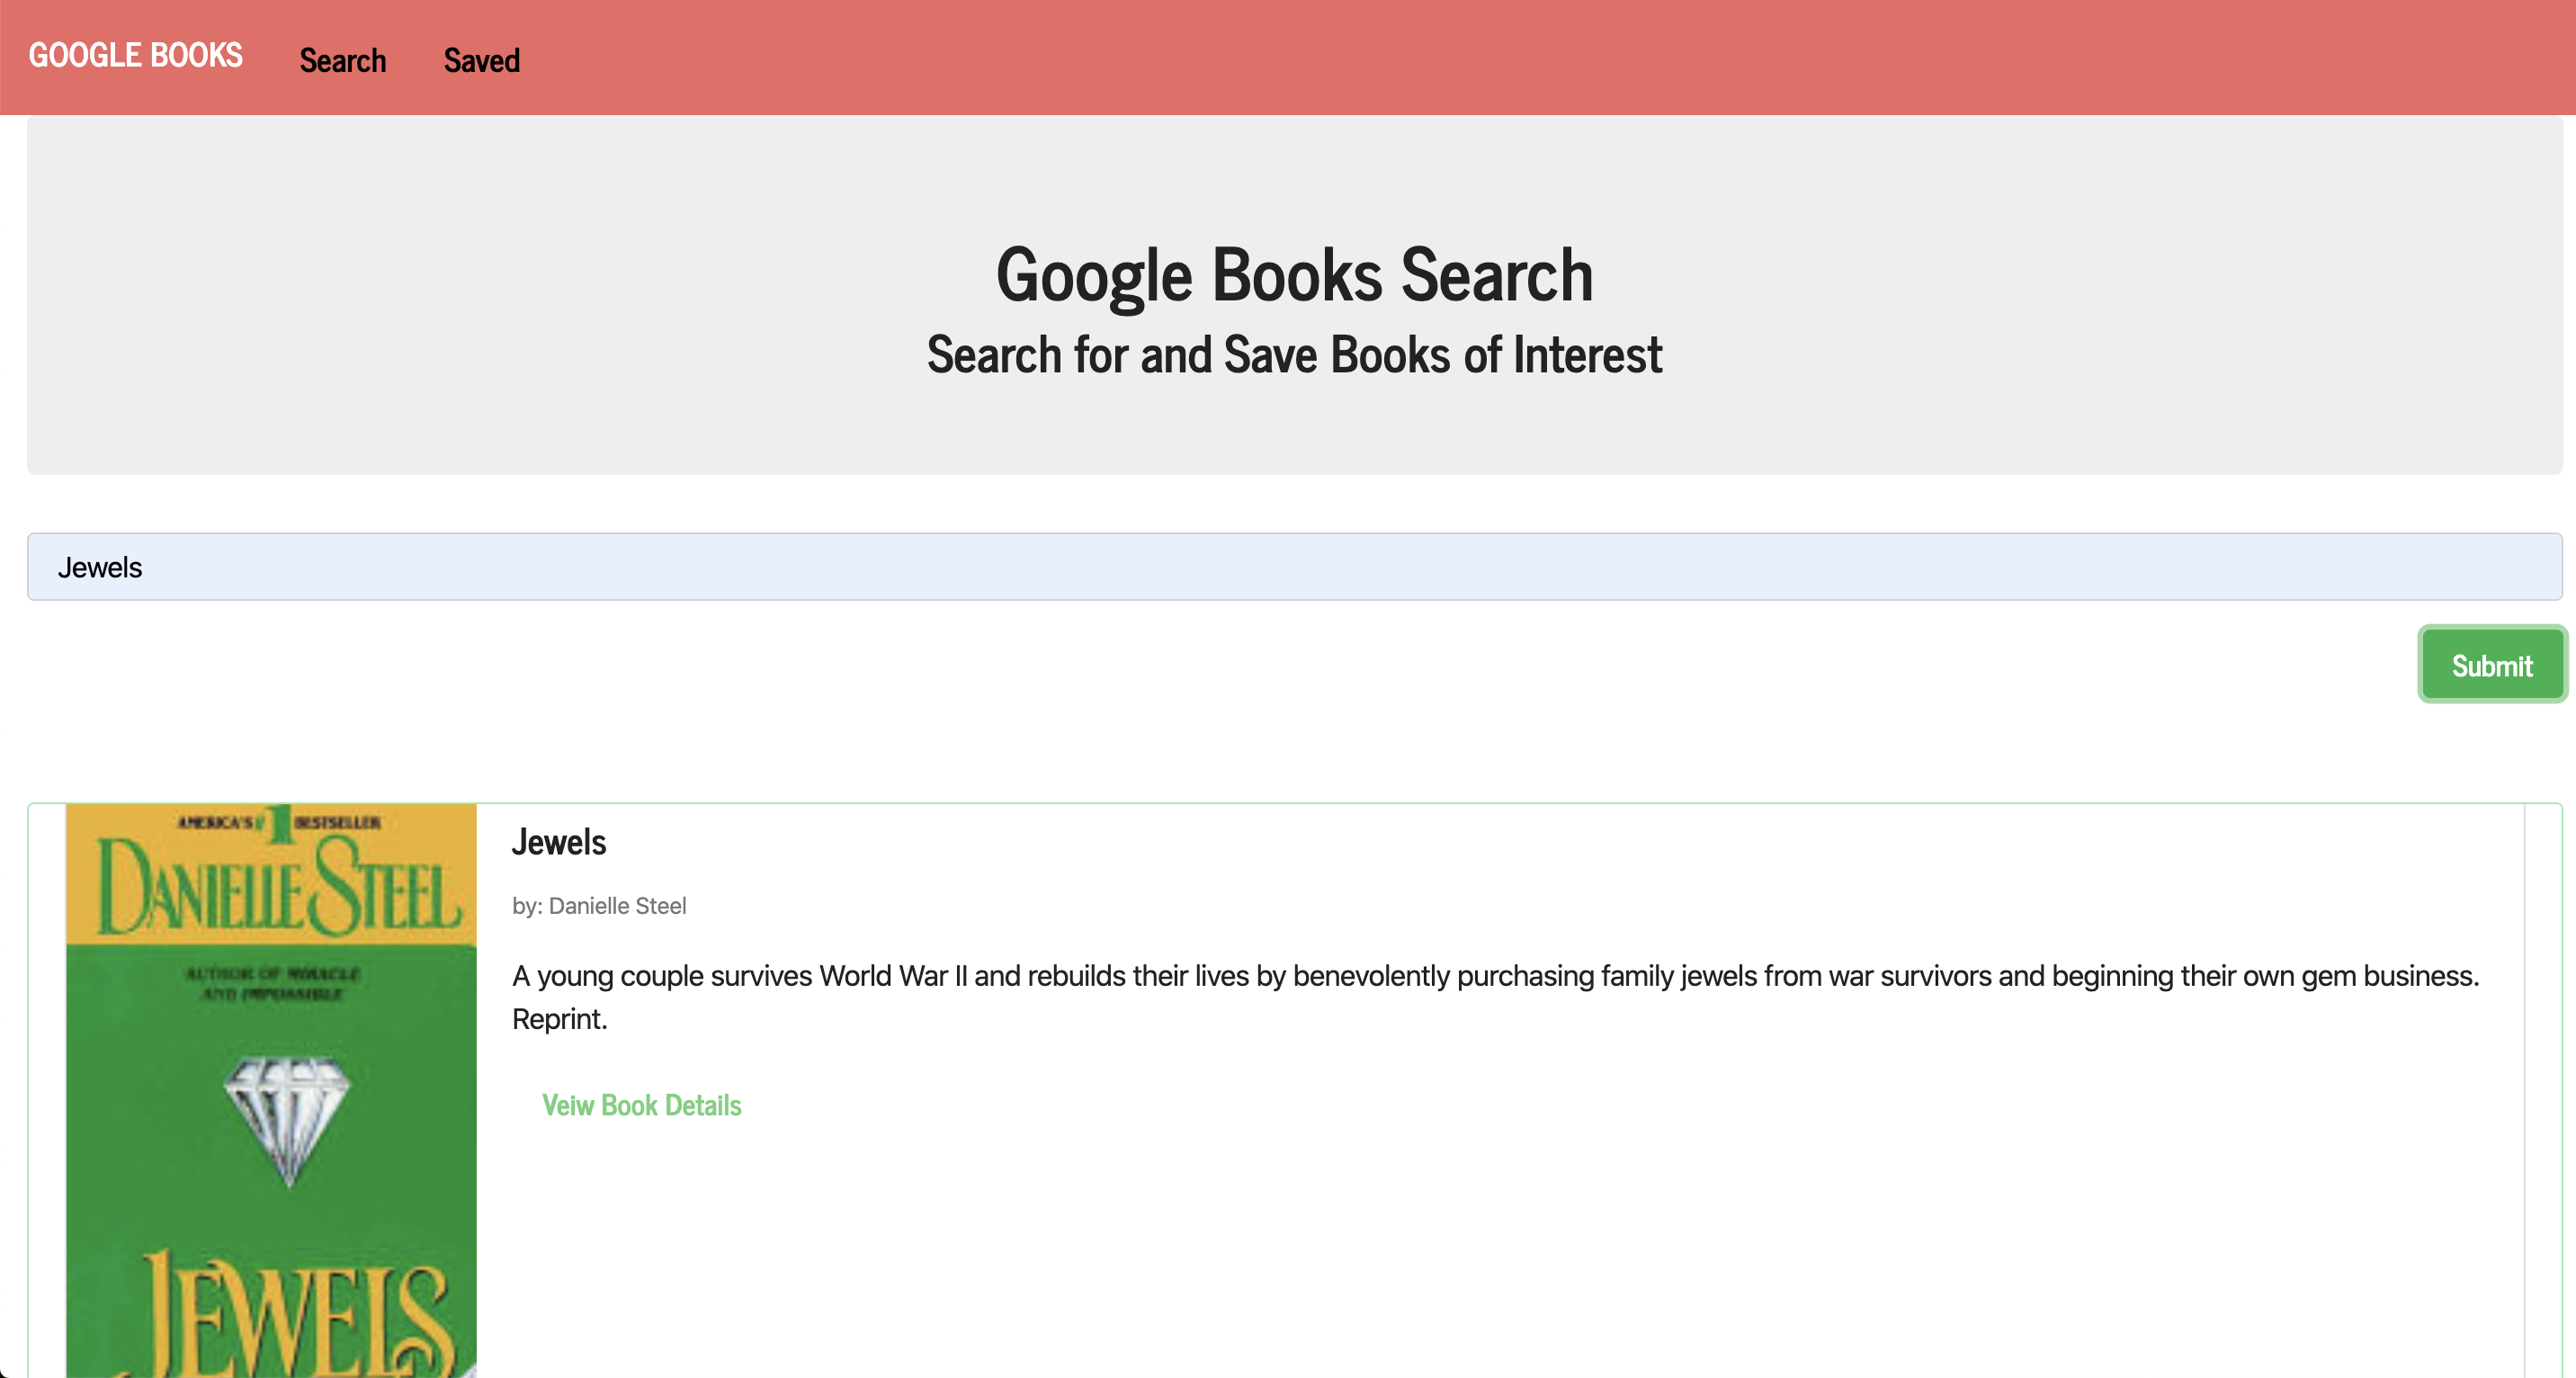 GOOGLE BOOKS Search Saved
Google Books Search
Search for and Save Books of Interest
Jewels
Submit
AMERICA'S #1 BESTSELLER
DANIELLE STEEL
AUTHOR OF MIRACLE
AND IMPOSSIBLE
JEWELS
Jewels
by: Danielle Steel
A young couple survives World War II and rebuilds their lives by benevolently purchasing family jewels from war survivors and beginning their own gem business.
Reprint.
Veiw Book Details